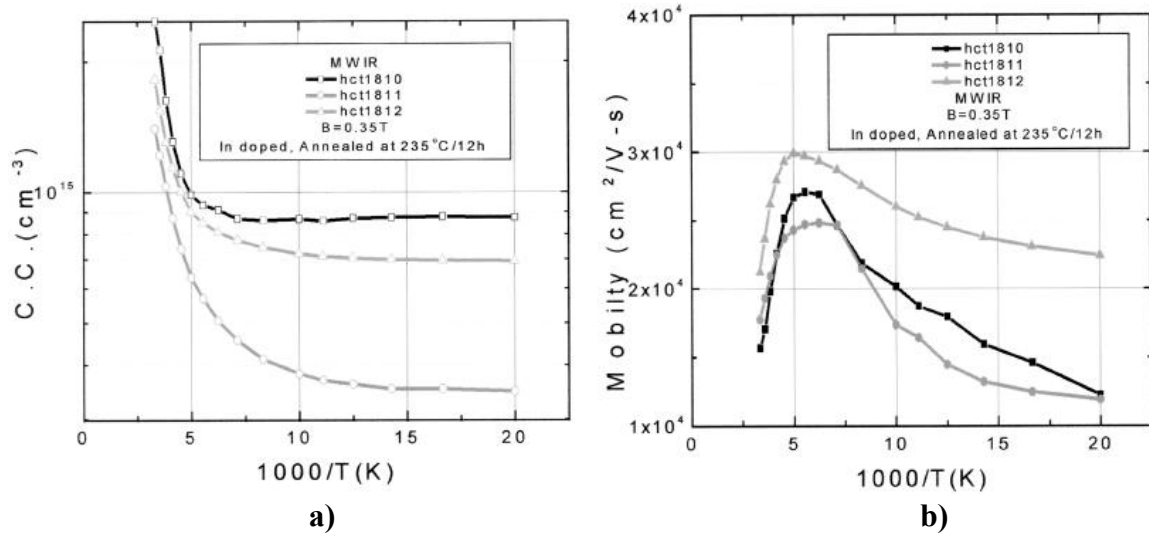 C.C.(cm⁻³)
10¹⁵
MWIR
hct1810
hct1811
hct1812
B=0.35T
In doped, Annealed at 235°C/12h
0 5 10 15 20
1000/T(K)
a)
Mobilty (cm²/V-s)
4x10⁴
3x10⁴
2x10⁴
1x10⁴
hct1810
hct1811
hct1812
MWIR
B=0.35T
In doped, Annealed at 235°C/12h
0 5 10 15 20
1000/T(K)
b)